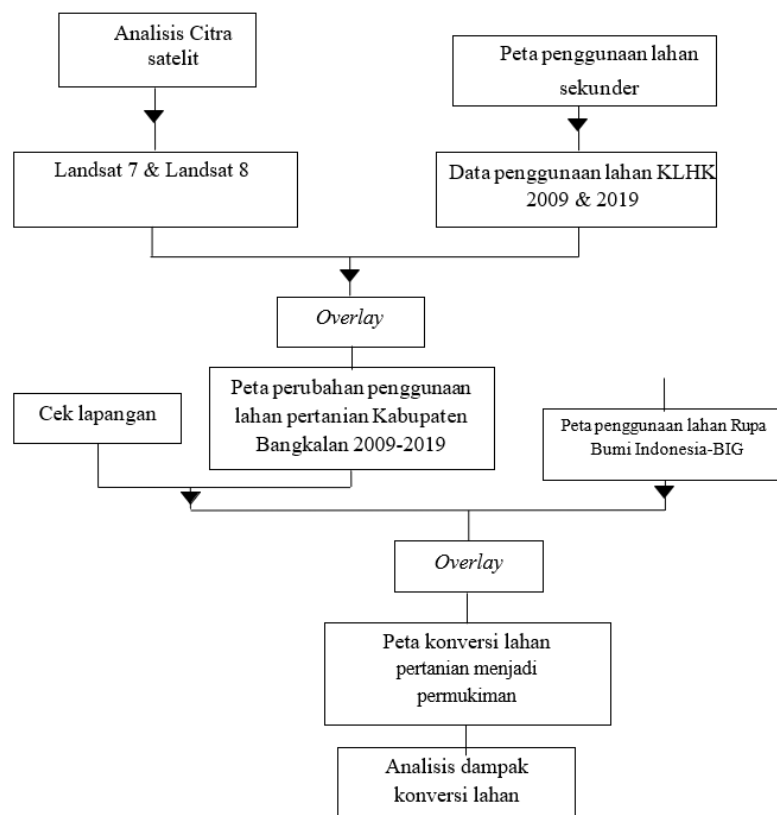 Analisis Citra
satelit
Peta penggunaan lahan
sekunder
Landsat 7 & Landsat 8
Data penggunaan lahan KLHK
2009 & 2019
Overlay
Cek lapangan
Peta perubahan penggunaan
lahan pertanian Kabupaten
Bangkalan 2009-2019
Peta penggunaan lahan Rupa
Bumi Indonesia-BIG
Overlay
Peta konversi lahan
pertanian menjadi
permukiman
Analisis dampak
konversi lahan